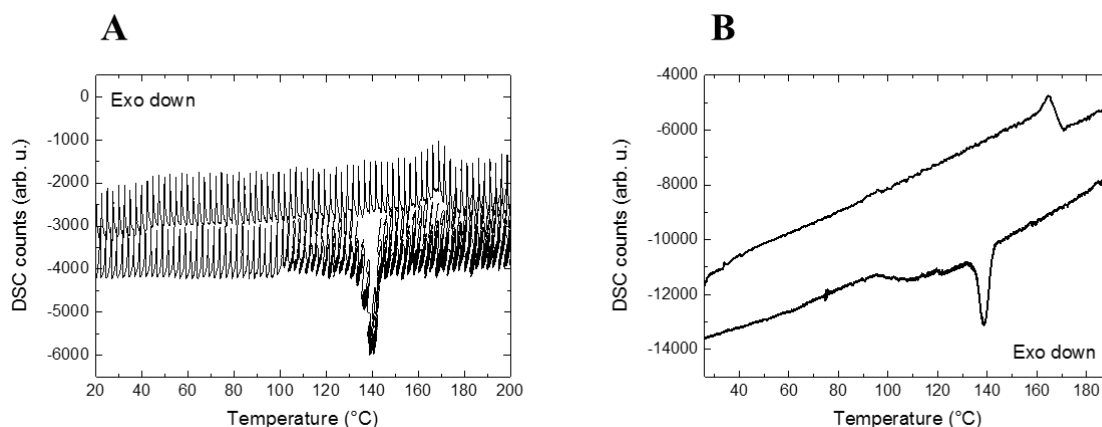 A
Exo down
0
-1000
-2000
-3000
-4000
-5000
-6000
DSC counts (arb. u.)
20 40 60 80 100 120 140 160 180 200
Temperature (°C)
B
-4000
-6000
-8000
-10000
-12000
-14000
DSC counts (arb. u.)
Exo down
40 60 80 100 120 140 160 180
Temperature (°C)